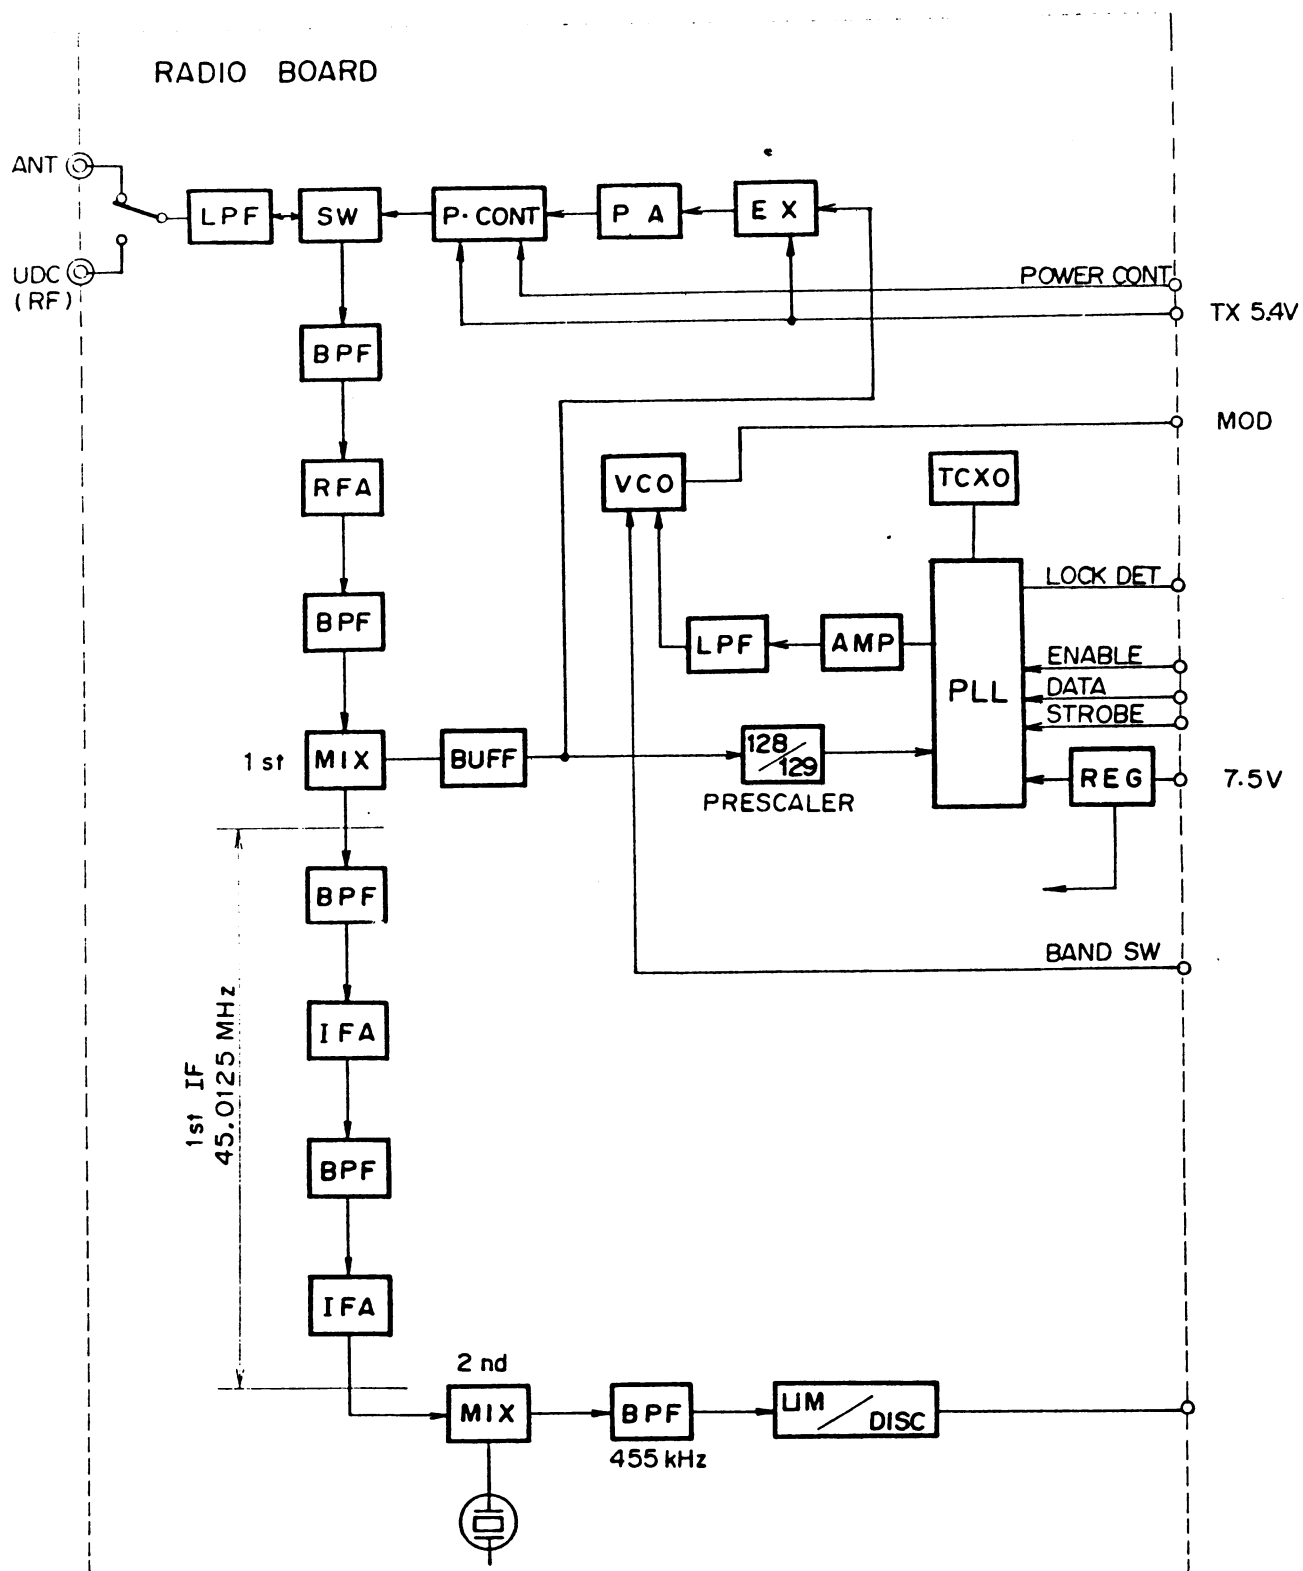 RADIO BOARD
ANT
LPF
SW
P. CONT
P A
E X
UDC
(RF)
POWER CONT
TX 5.4V
BPF
MOD
RFA
VCO
TCXO
LOCK DET
BPF
LPF
AMP
PLL
ENABLE
DATA
STROBE
1st
MIX
BUFF
128/129
PRESCALER
REG
7.5V
BPF
BAND SW
1st IF
45.0125 MHz
IFA
BPF
IFA
2nd
MIX
BPF
455 kHz
LIM/DISC